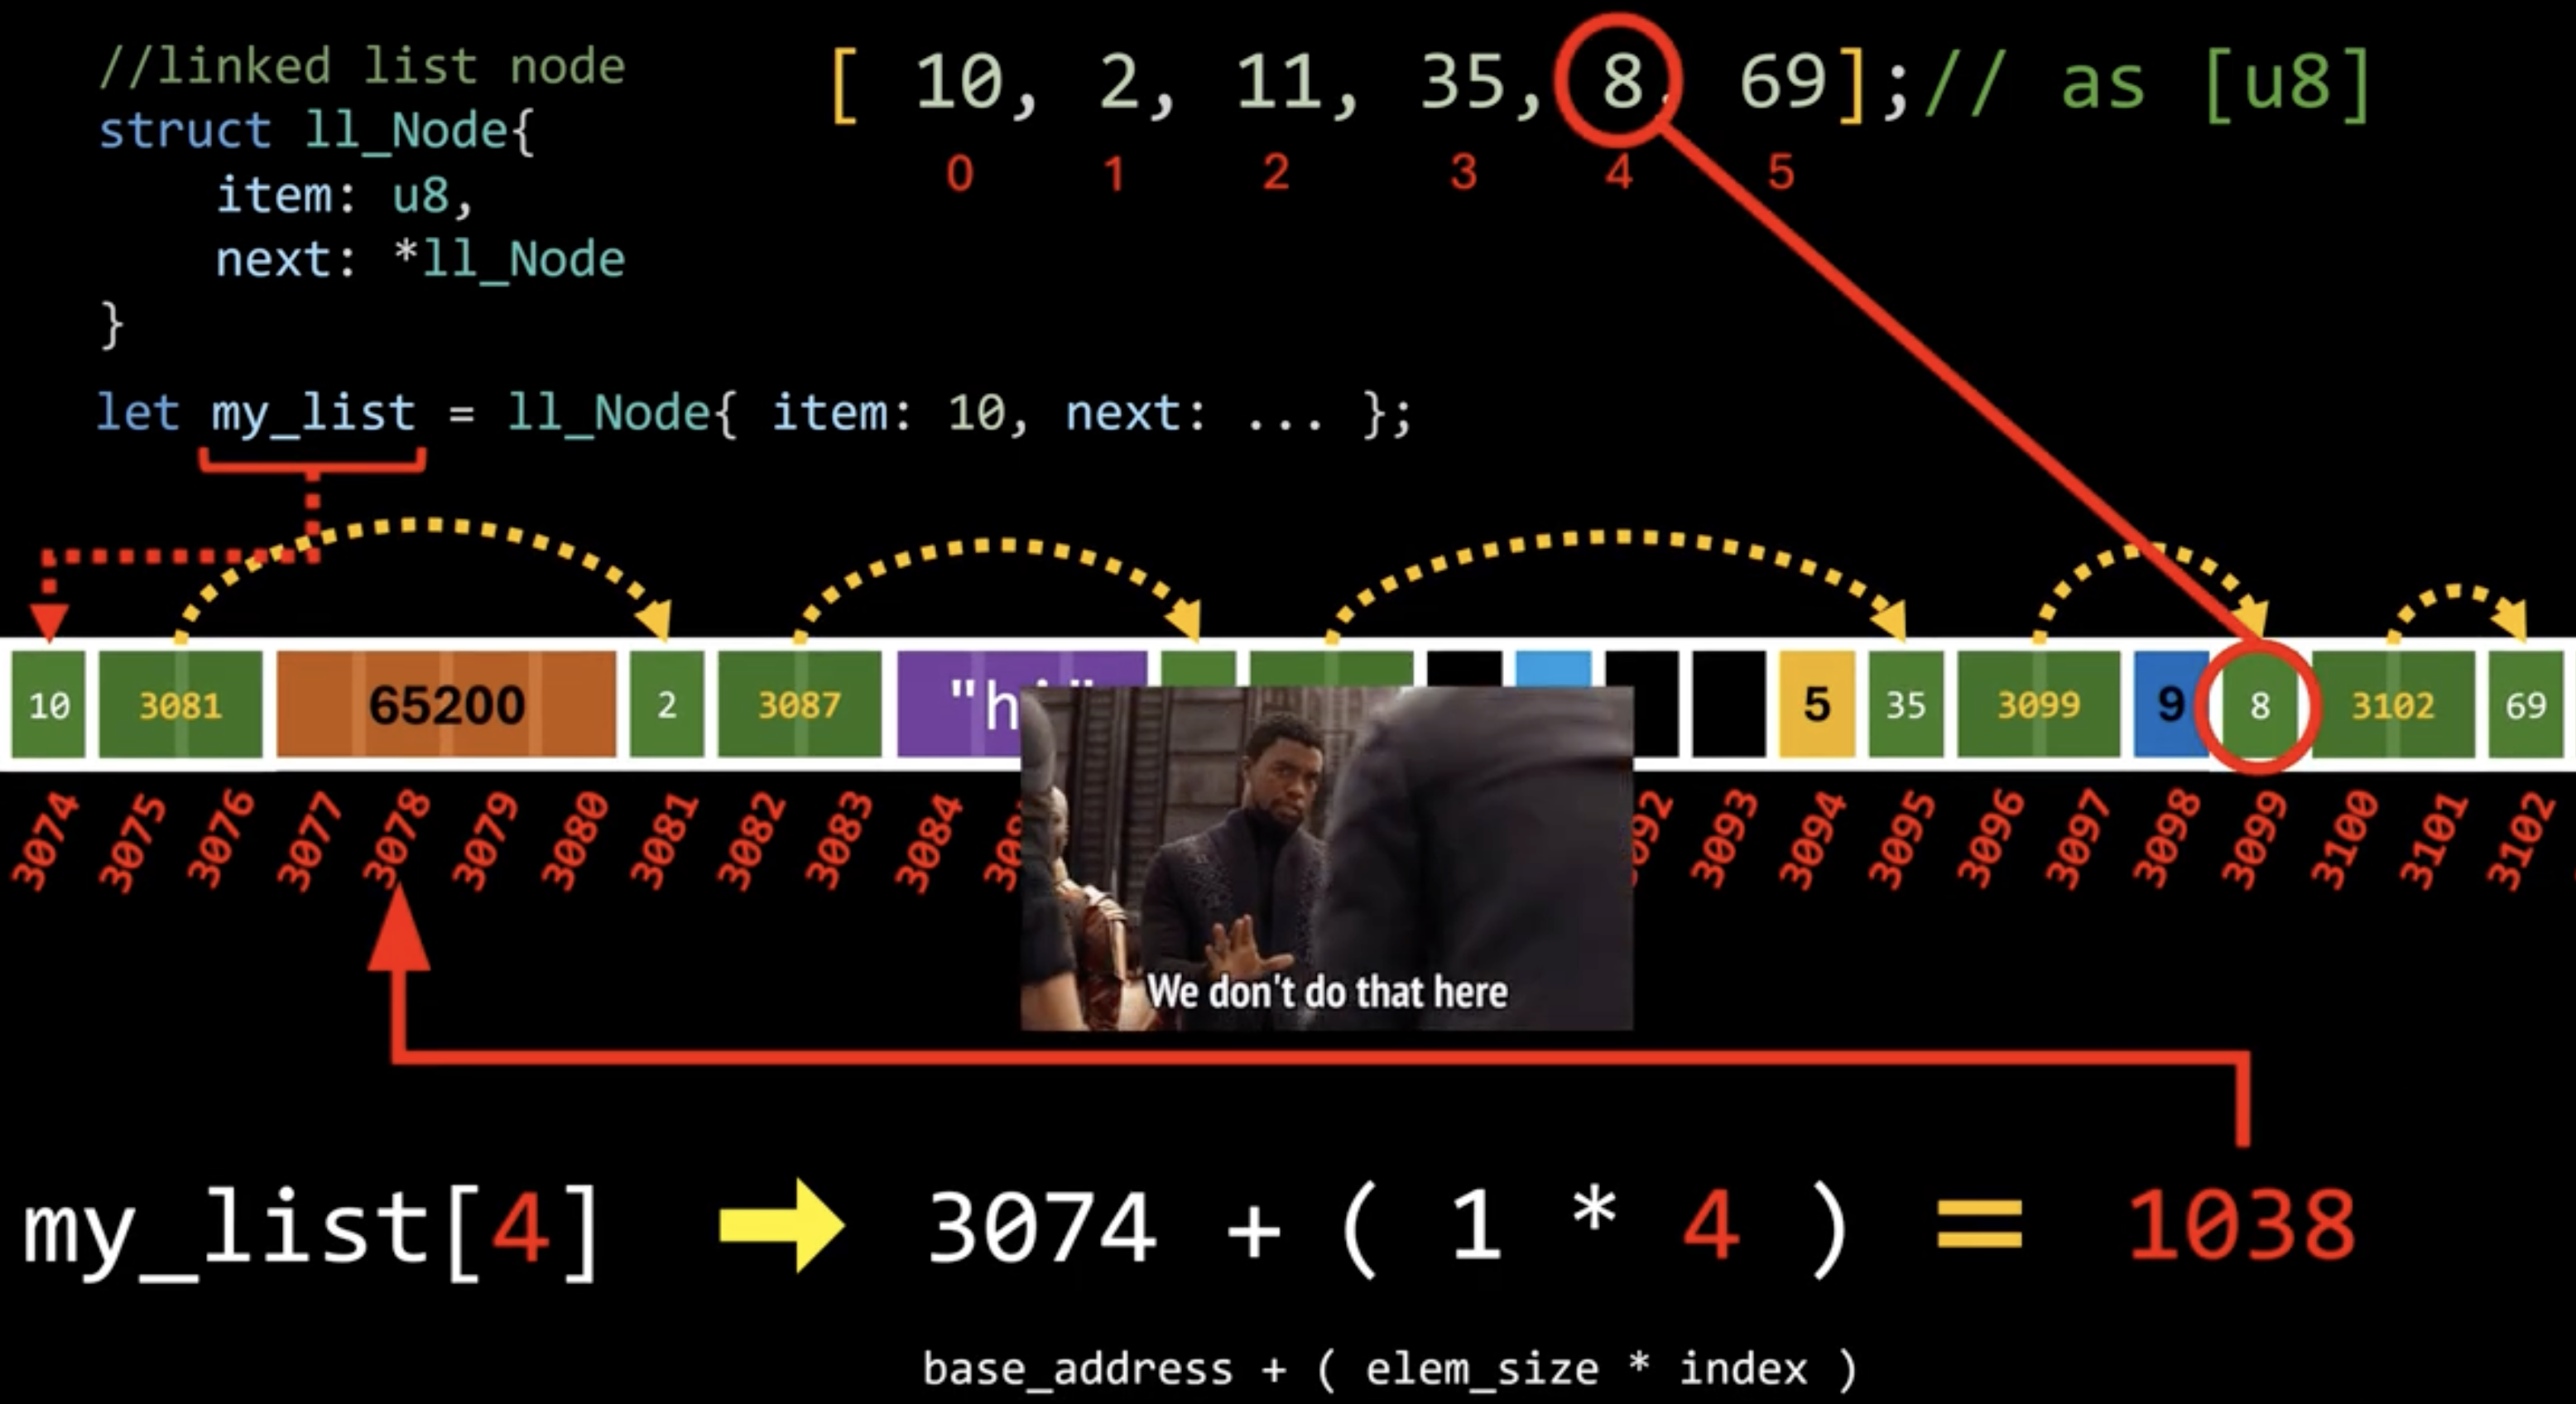 //linked list node
struct ll_Node{
item: u8,
next: *ll_Node
}
let my_list = ll_Node{ item: 10, next: ... };
[ 10, 2, 11, 35, 8, 69];// as [u8]
0 1 2 3 4 5
10 3081 65200 2 3087 5 35 3099 9 8 3102 69
3074 3075 3076 3077 3078 3079 3080 3081 3082 3083 3084 3093 3094 3095 3096 3097 3098 3099 3100 3101 3102
We don't do that here
my_list[4] 3074 + ( 1 * 4 ) = 1038
base_address + ( elem_size * index )